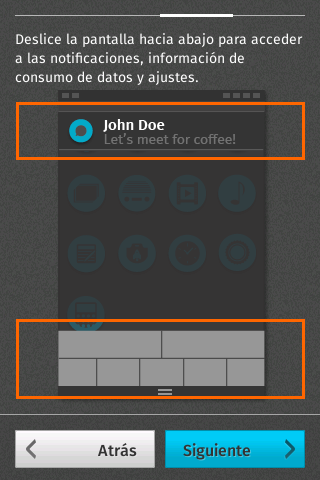 Deslice la pantalla hacia abajo para acceder
a las notificaciones, información de
consumo de datos y ajustes.
John Doe
Let's meet for coffee!
Atrás
Siguiente